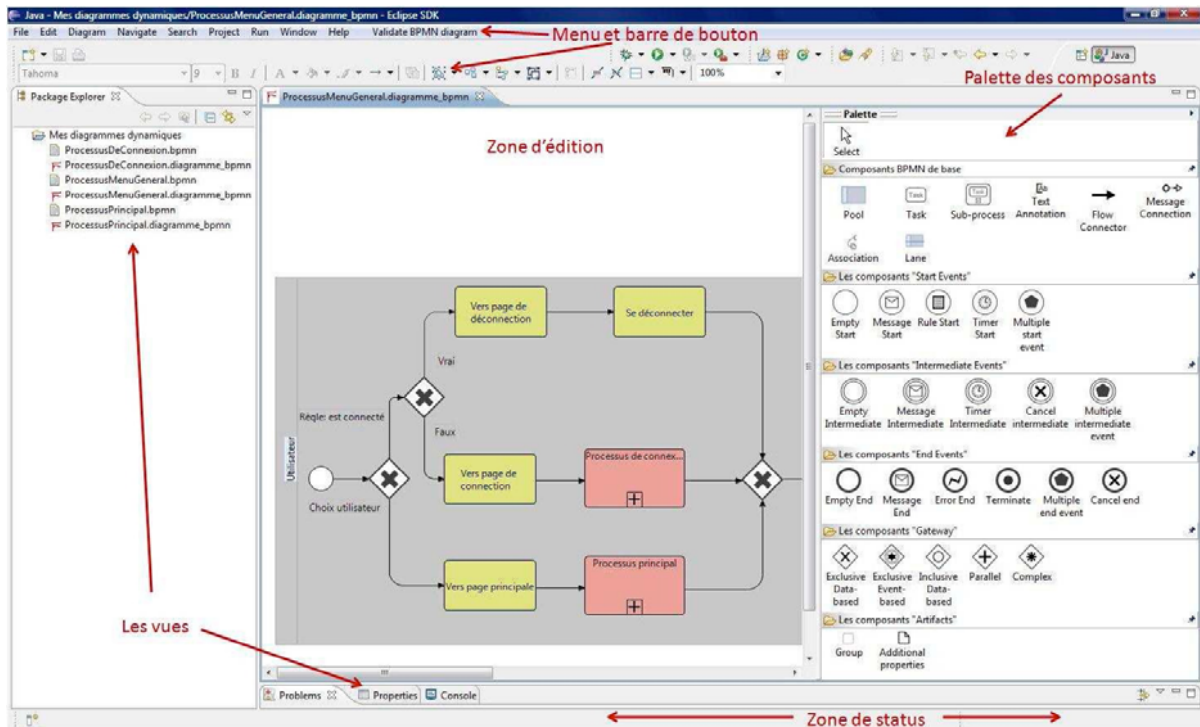 Java - Mes diagrammes dynamiques/ProcessusMenuGeneral.diagramme_bpmn - Eclipse SDK
File Edit Diagram Navigate Search Project Run Window Help Validate BPMN diagram
Menu et barre de bouton
Java
Tahoma 9 B I A 100%
Palette des composants
Package Explorer
Mes diagrammes dynamiques
ProcessusDeConnexion.bpmn
ProcessusDeConnexion.diagramme_bpmn
ProcessusMenuGeneral.bpmn
ProcessusMenuGeneral.diagramme_bpmn
ProcessusPrincipal.bpmn
ProcessusPrincipal.diagramme_bpmn
Les vues
ProcessusMenuGeneral.diagramme_bpmn
Zone d'édition
Utilisateur
Vers page de
déconnection
Se déconnecter
Vrai
Règle: est connecté
Faux
Choix utilisateur
Vers page de
connection
Processus de connex...
Vers page principale
Processus principal
Palette
Select
Composants BPMN de base
Pool
Task
Task
Task
Sub-process
Text
Annotation
Flow
Connector
Message
Connection
Association
Lane
Les composants "Start Events"
Empty
Start
Message
Start
Rule Start
Timer
Start
Multiple
start
event
Les composants "Intermediate Events"
Empty
Intermediate
Message
Intermediate
Timer
Intermediate
Cancel
intermediate
Multiple
intermediate
event
Les composants "End Events"
Empty End
Message
End
Error End
Terminate
Multiple
end event
Cancel end
Les composants "Gateway"
Exclusive
Data-
based
Exclusive
Event-
based
Inclusive
Data-
based
Parallel
Complex
Les composants "Artifacts"
Group
Additional
properties
Problems Properties Console
Zone de status